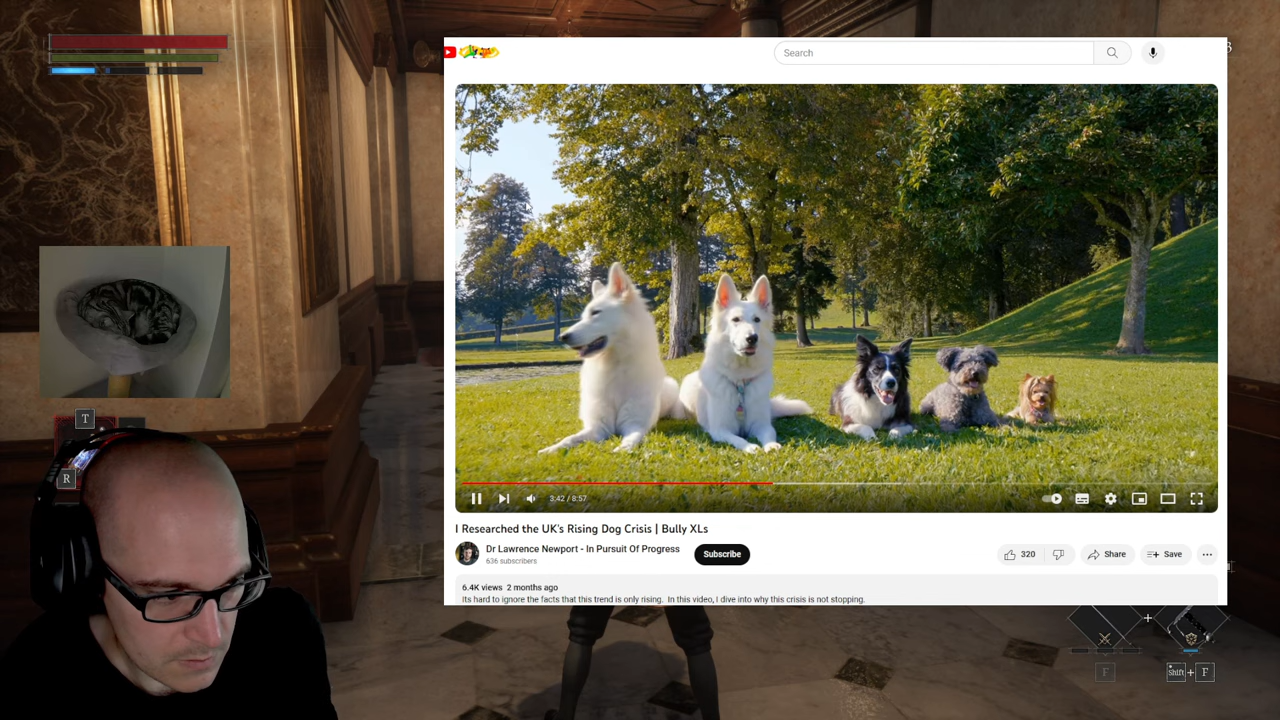 Search
T
R
3:42 / 8:57
I Researched the UK's Rising Dog Crisis | Bully XLs
Dr Lawrence Newport - In Pursuit Of Progress
636 subscribers
Subscribe
320
Share
Save
6.4K views 2 months ago
Its hard to ignore the facts that this trend is only rising. In this video, I dive into why this crisis is not stopping.
F
Shift + F